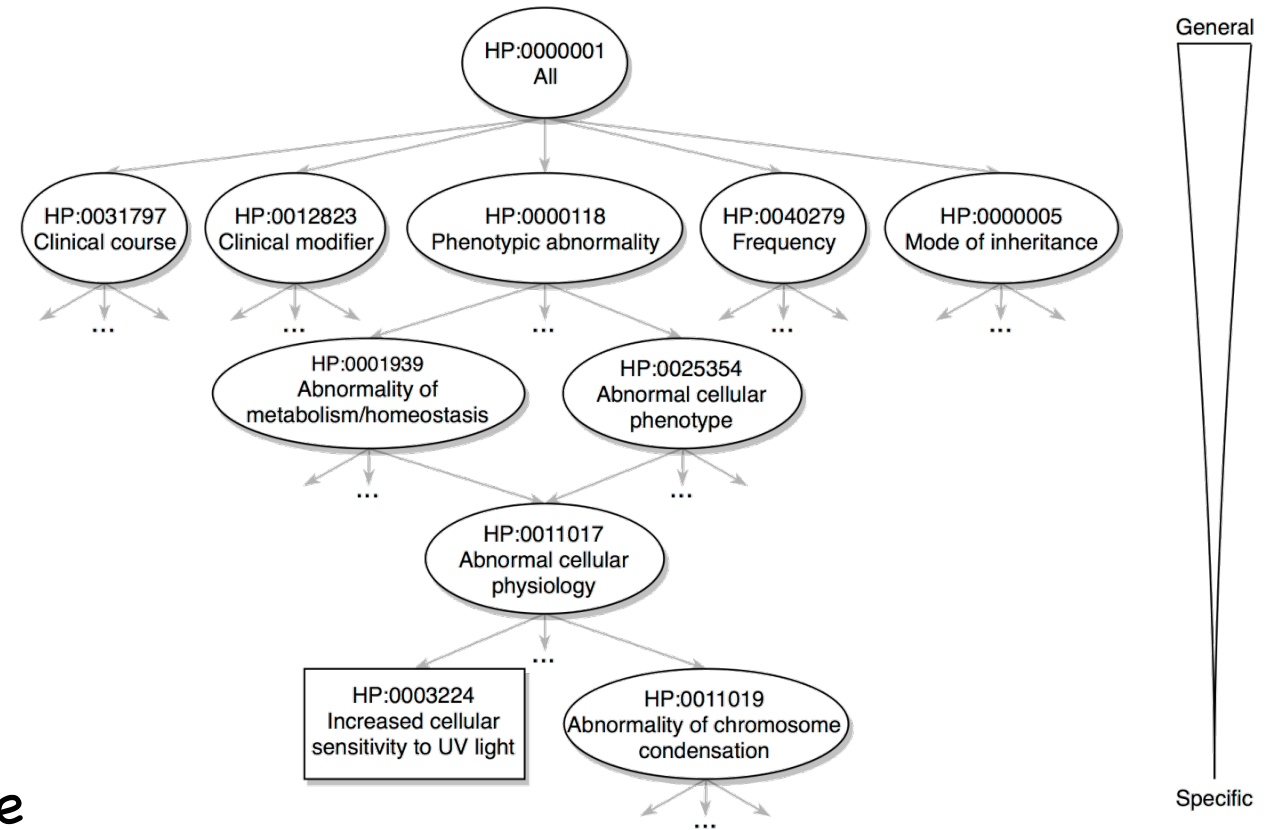 General
HP:0000001
All
HP:0031797
Clinical course
HP:0012823
Clinical modifier
HP:0000118
Phenotypic abnormality
HP:0040279
Frequency
HP:0000005
Mode of inheritance
...
...
...
...
...
HP:0001939
Abnormality of
metabolism/homeostasis
HP:0025354
Abnormal cellular
phenotype
...
...
HP:0011017
Abnormal cellular
physiology
...
HP:0003224
Increased cellular
sensitivity to UV light
HP:0011019
Abnormality of chromosome
condensation
...
Specific
e